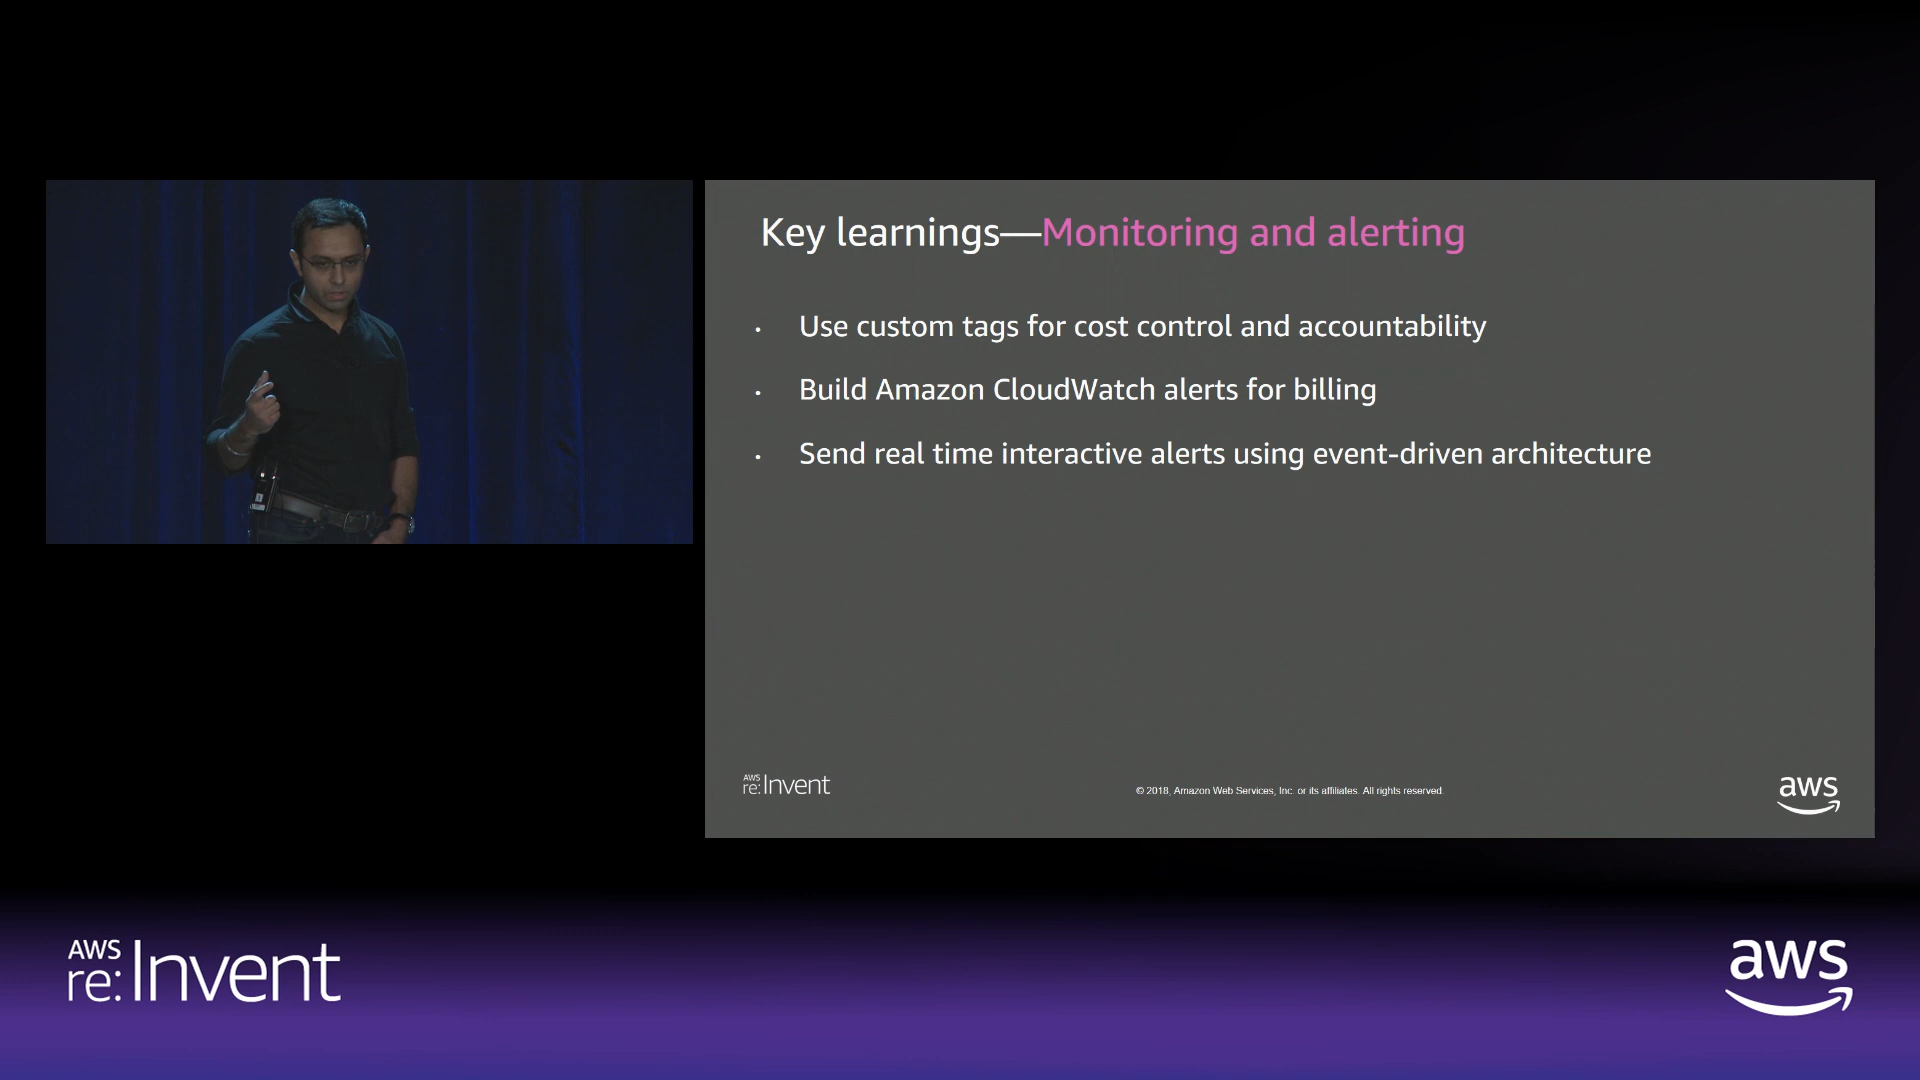 Key learnings—Monitoring and alerting
• Use custom tags for cost control and accountability
• Build Amazon CloudWatch alerts for billing
• Send real time interactive alerts using event-driven architecture
AWS
re:Invent
© 2018, Amazon Web Services, Inc. or its affiliates. All rights reserved.
aws
AWS
re:Invent
aws